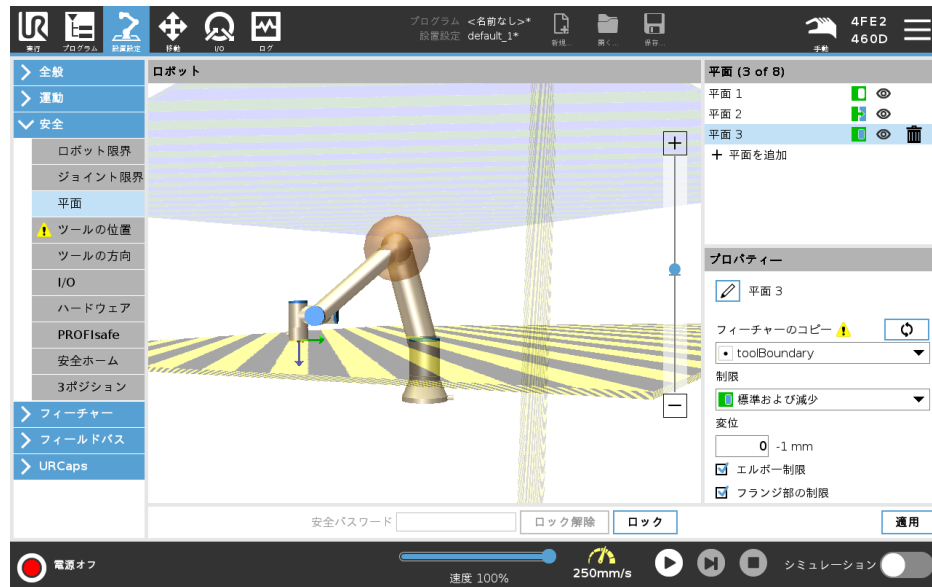 UR
実行
プログラム
設置設定
移動
I/O
ログ
プログラム <名前なし>*
設置設定 default_1*
新規...
開く...
保存...
手動
4FE2
460D
全般
運動
安全
ロボット限界
ジョイント限界
平面
ツールの位置
ツールの方向
I/O
ハードウェア
PROFIsafe
安全ホーム
3ポジション
フィーチャー
フィールドバス
URCaps
ロボット
平面 (3 of 8)
平面 1
平面 2
平面 3
+ 平面を追加
プロパティー
平面 3
フィーチャーのコピー
toolBoundary
制限
標準および減少
変位
0 -1 mm
エルボー制限
フランジ部の制限
安全パスワード
ロック解除
ロック
適用
電源オフ
速度 100%
250mm/s
シミュレーション